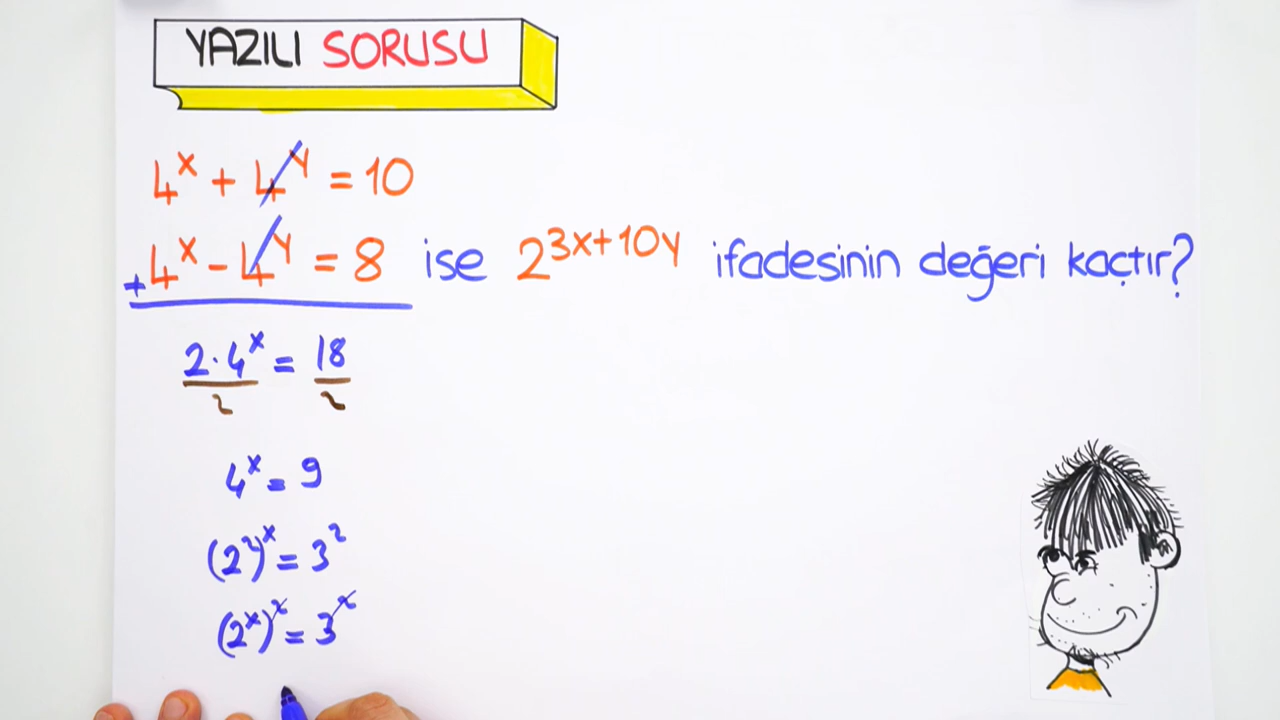 YAZILI SORUSU
4^x + 4^y = 10
4^x - 4^y = 8 ise 2^(3x+10y) ifadesinin değeri kaçtır?
+
2·4^x = 18
2 2
4^x = 9
(2^2)^x = 3^2
(2^x)^2 = 3^2